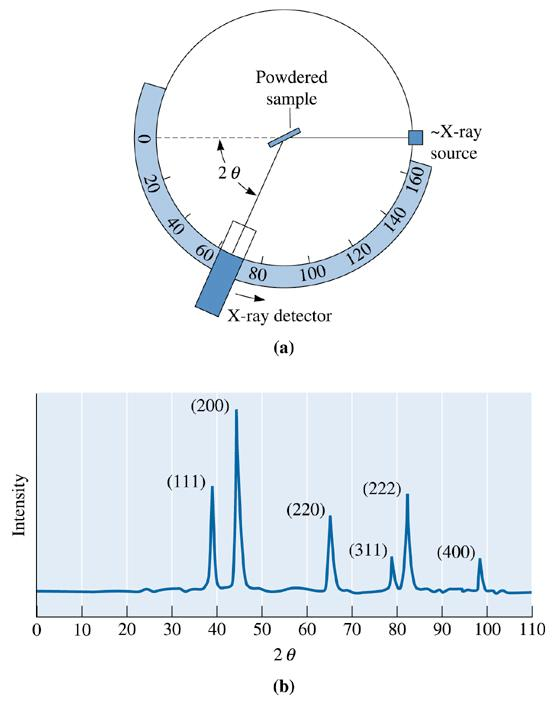 Powdered
sample
~X-ray
source
0
20
40
60
80
100
120
140
160
2 θ
X-ray detector
(a)
Intensity
(200)
(111)
(222)
(220)
(311)
(400)
0 10 20 30 40 50 60 70 80 90 100 110
2 θ
(b)